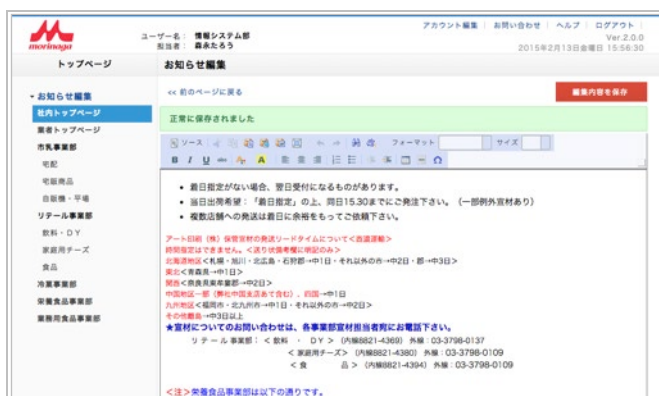 morinaga
ユーザー名： 情報システム部
担当者： 森永たろう
アカウント編集 | お問い合わせ | ヘルプ | ログアウト
Ver.2.0.0
2015年2月13日金曜日 15:56:30
トップページ
お知らせ編集
お知らせ編集
社内トップページ
業者トップページ
市乳事業部
宅配
宅販商品
自販機・平場
リテール事業部
飲料・DY
家庭用チーズ
食品
冷菓事業部
栄養食品事業部
業務用食品事業部
<< 前のページに戻る
編集内容を保存
正常に保存されました
ソース
フォーマット
サイズ
B I U abc A A
• 着日指定がない場合、翌日受付になるものがあります。
• 当日出荷希望：「着日指定」の上、同日15.30までにご発注下さい。（一部例外宣材あり）
• 複数店舗への発送は着日に余裕をもってご依頼下さい。
アート印刷（株）保管宣材の発送リードタイムについて<西濃運輸>
時間指定はできません。<送り状備考欄に明記のみ>
北海道地区<札幌・旭川・北広島・石狩郡→中1日・それ以外の市→中2日・郡→中3日>
東北<青森県→中1日>
関西<奈良県吉野郡→中2日>
中国地区一部（弊社中国支店あて含む）、四国→中1日
九州地区<福岡市・北九州市→中1日・それ以外の市→中2日>
その他離島→中3日以上
★宣材についてのお問い合わせは、各事業部宣材担当者宛にお電話下さい。
リテール事業部：< 飲料 ・ DY > （内線8821-4369） 外線：03-3798-0137
< 家庭用チーズ> （内線8821-4380） 外線：03-3798-0109
< 食 品 > （内線8821-4394） 外線：03-3798-0109
<注>栄養食品事業部は以下の通りです。